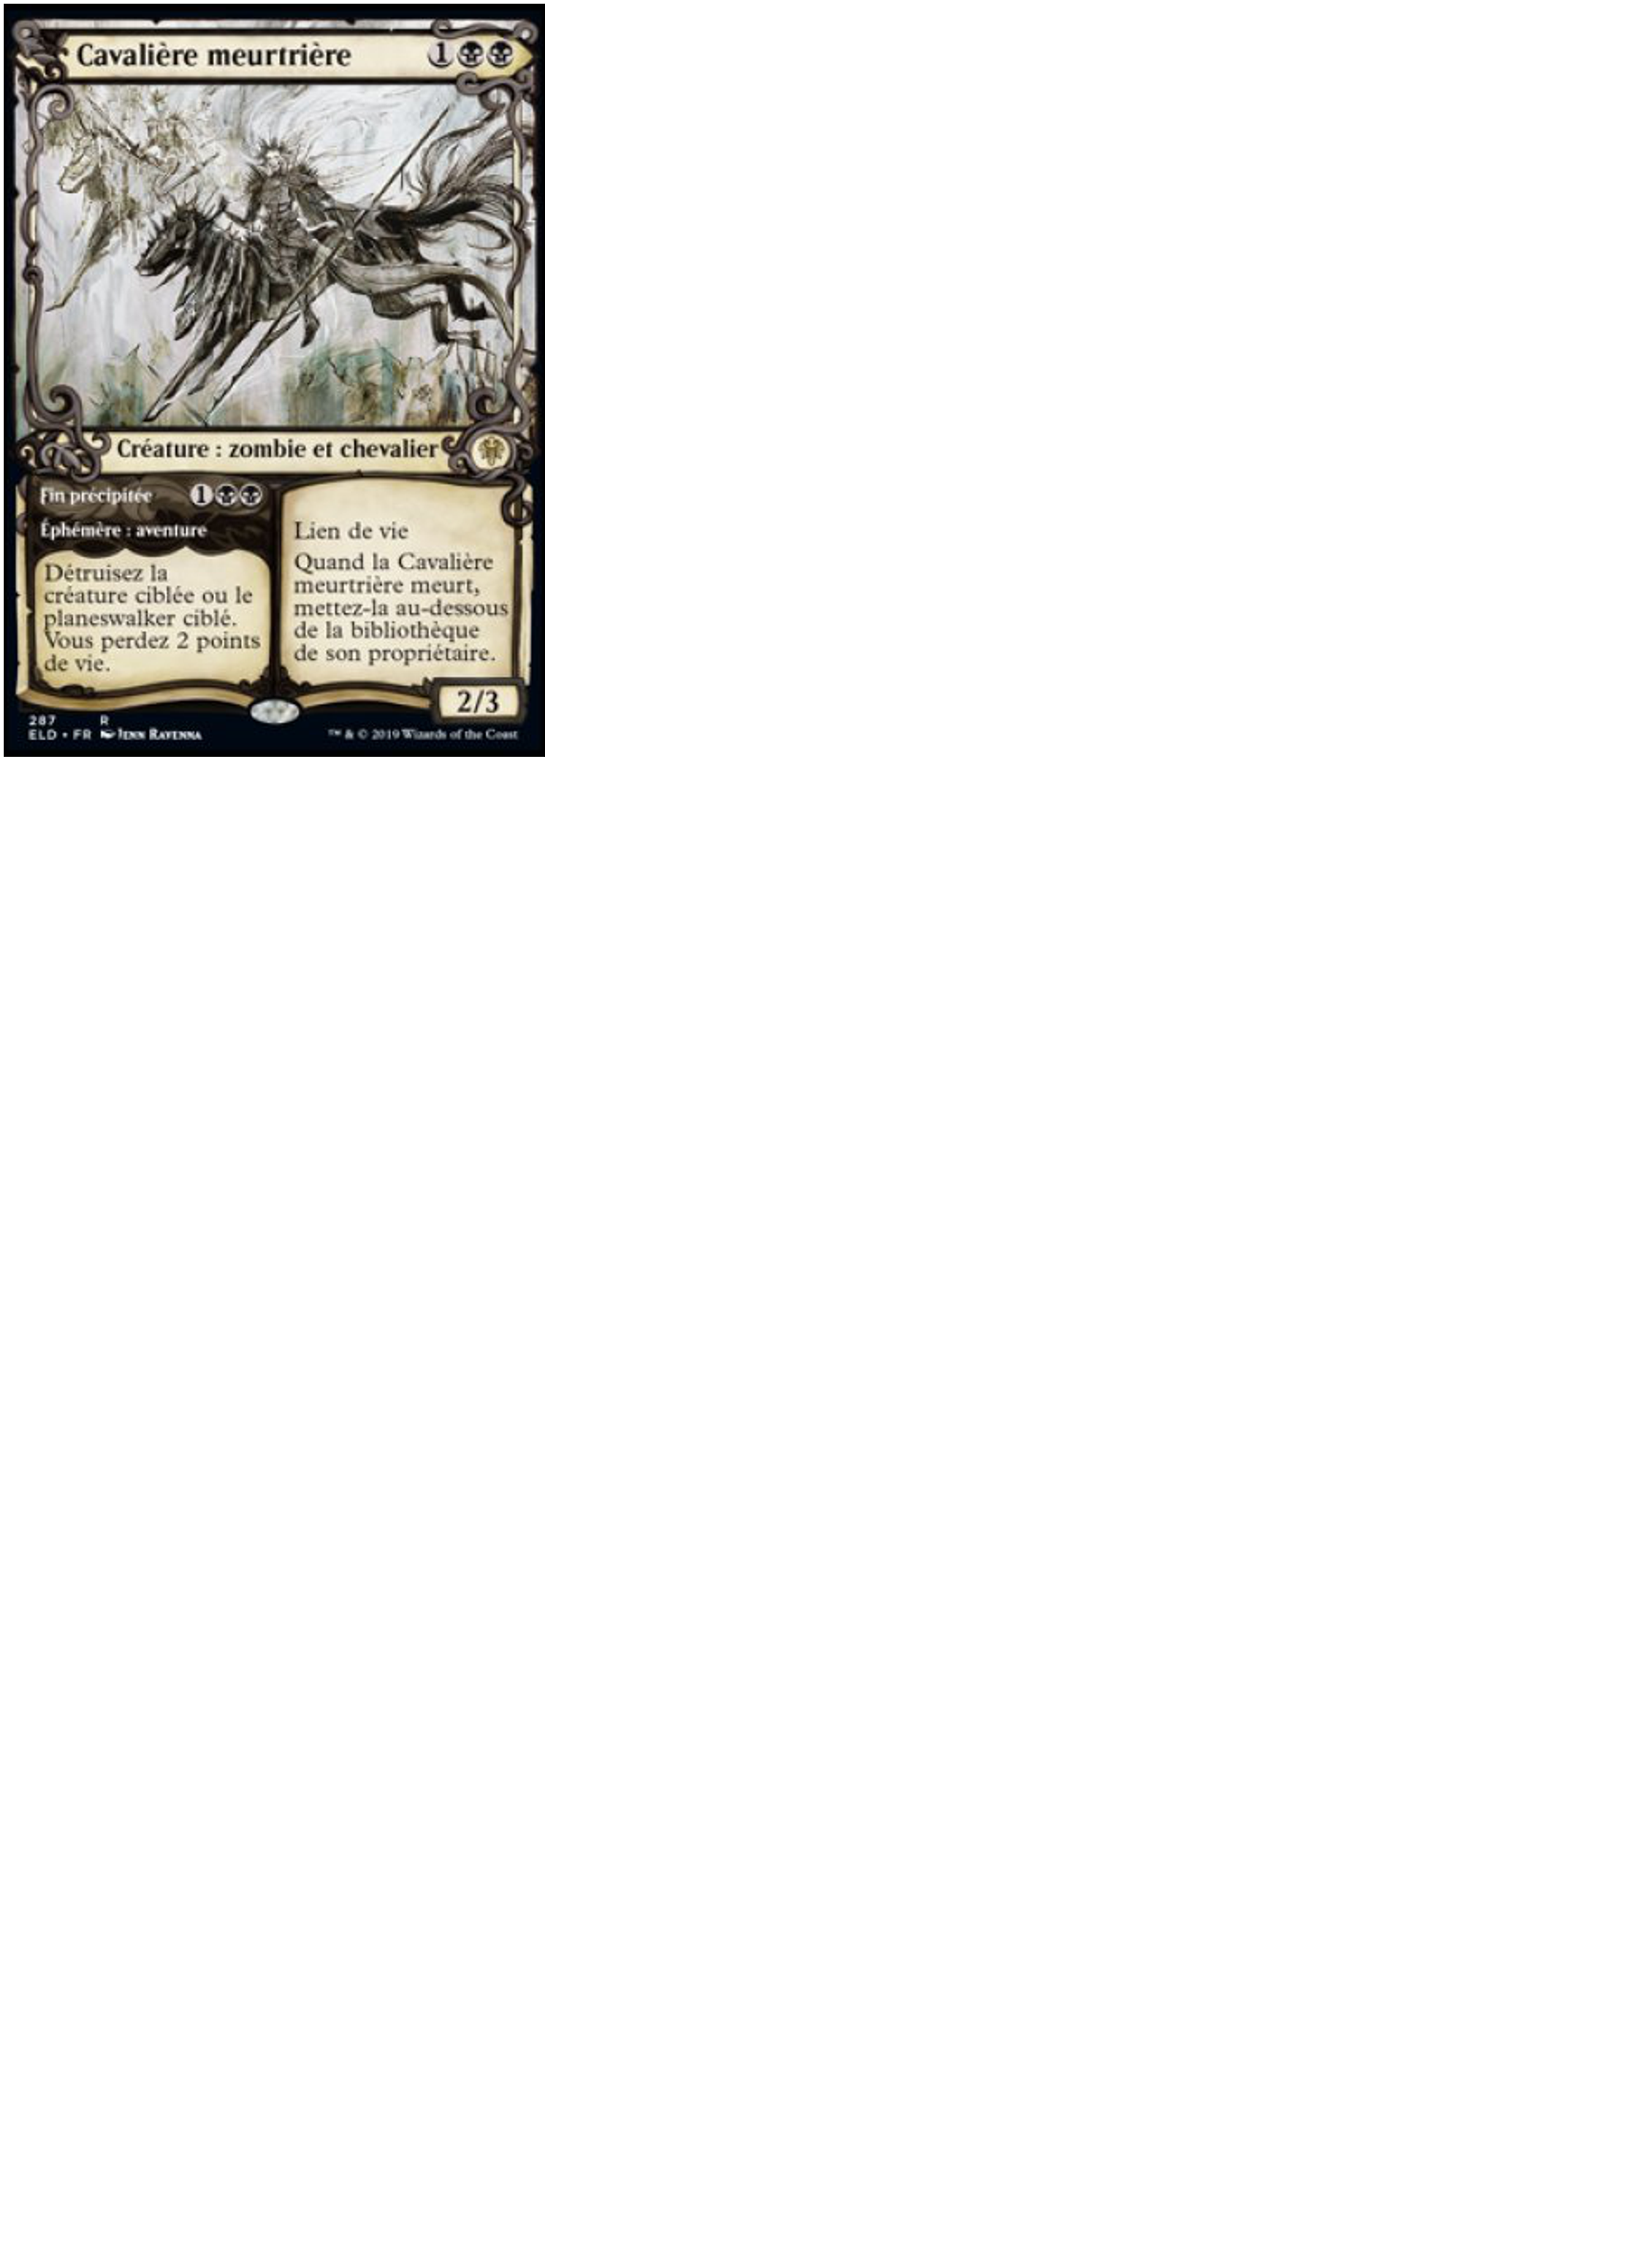 Cavalière meurtrière 1
Créature : zombie et chevalier
Fin précipitée 1
Éphémère : aventure
Détruisez la
créature ciblée ou le
planeswalker ciblé.
Vous perdez 2 points
de vie.
Lien de vie
Quand la Cavalière
meurtrière meurt,
mettez-la au-dessous
de la bibliothèque
de son propriétaire.
2/3
287 R
ELD • FR Jenn Ravenna
™ & © 2019 Wizards of the Coast